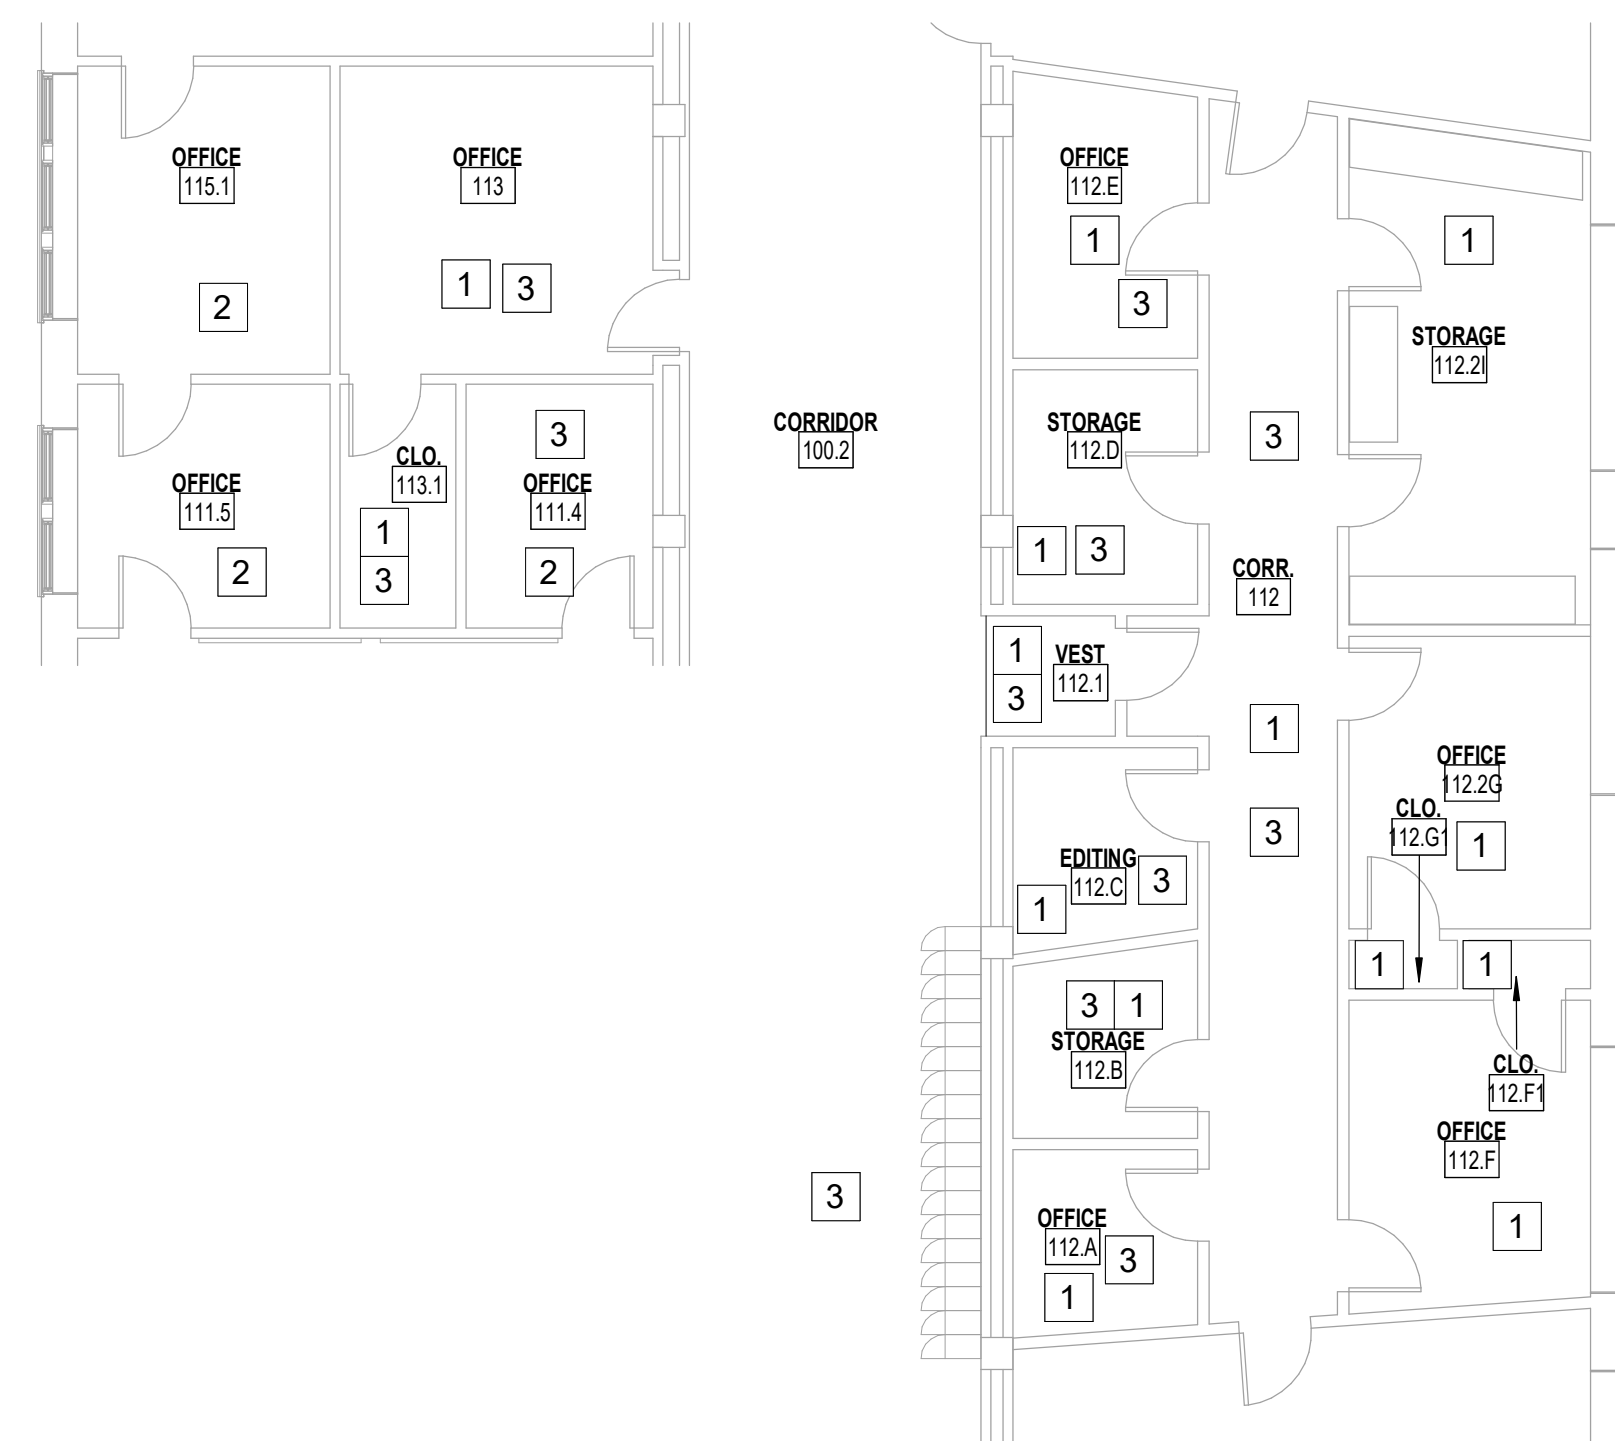 OFFICE
115.1
2
OFFICE
113
1 3
OFFICE
111.5
2
CLO.
113.1
1
3
3
OFFICE
111.4
2
CORRIDOR
100.2
3
OFFICE
112.E
1
3
STORAGE
112.D
1 3
1
3
VEST
112.1
EDITING
112.C
3
1
3 1
STORAGE
112.B
OFFICE
112.A
3
1
3
CORR.
112
1
3
1
STORAGE
112.2I
OFFICE
112.2G
CLO.
112.G1
1
1
1
CLO.
112.F1
OFFICE
112.F
1